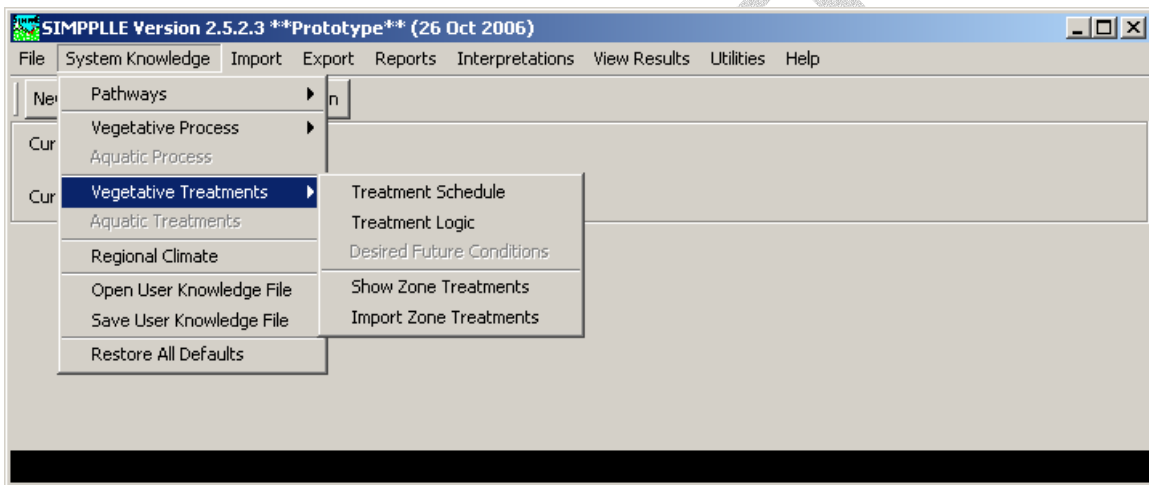 SIMPPLLE Version 2.5.2.3 **Prototype** (26 Oct 2006)
File System Knowledge Import Export Reports Interpretations View Results Utilities Help
Pathways
Vegetative Process
Aquatic Process
Vegetative Treatments
Aquatic Treatments
Regional Climate
Open User Knowledge File
Save User Knowledge File
Restore All Defaults
Treatment Schedule
Treatment Logic
Desired Future Conditions
Show Zone Treatments
Import Zone Treatments